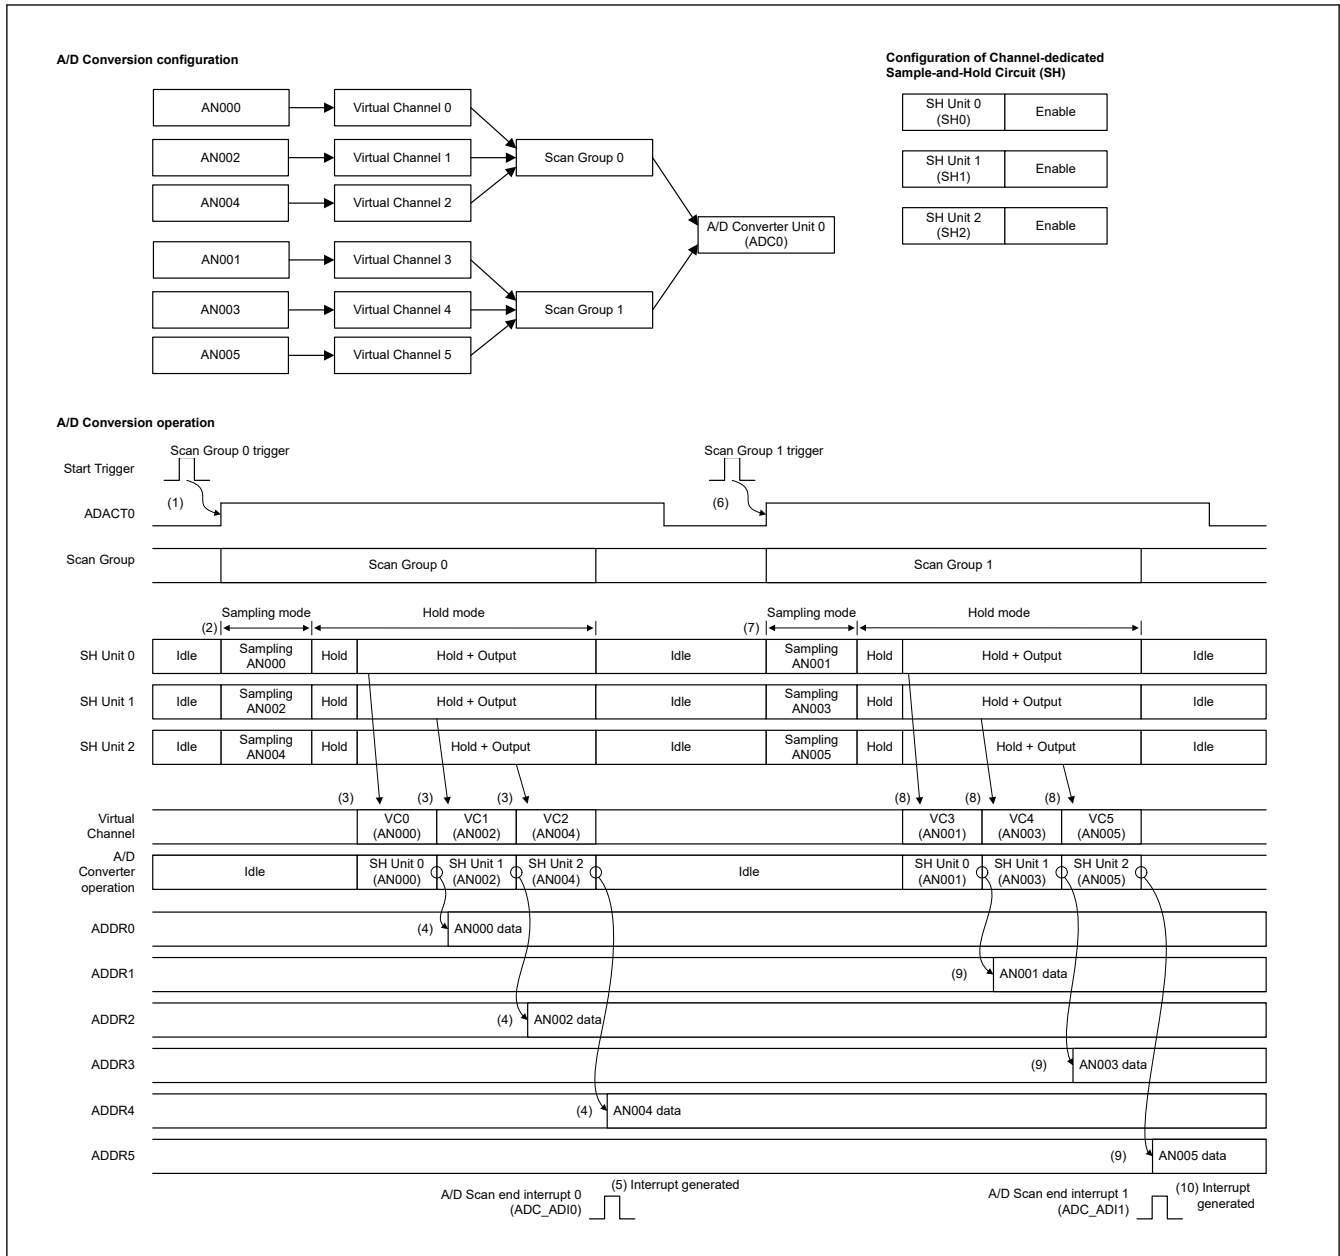 A/D Conversion configuration
Configuration of Channel-dedicated
Sample-and-Hold Circuit (SH)
AN000
Virtual Channel 0
AN002
Virtual Channel 1
Scan Group 0
AN004
Virtual Channel 2
A/D Converter Unit 0
(ADC0)
AN001
Virtual Channel 3
AN003
Virtual Channel 4
Scan Group 1
AN005
Virtual Channel 5
SH Unit 0
(SH0)
Enable
SH Unit 1
(SH1)
Enable
SH Unit 2
(SH2)
Enable
A/D Conversion operation
Scan Group 0 trigger
Scan Group 1 trigger
Start Trigger
(1)
(6)
ADACT0
Scan Group
Scan Group 0
Scan Group 1
Sampling mode
Hold mode
Sampling mode
Hold mode
(2)
(7)
SH Unit 0
Idle
Sampling
AN000
Hold
Hold + Output
Idle
Sampling
AN001
Hold
Hold + Output
Idle
SH Unit 1
Idle
Sampling
AN002
Hold
Hold + Output
Idle
Sampling
AN003
Hold
Hold + Output
Idle
SH Unit 2
Idle
Sampling
AN004
Hold
Hold + Output
Idle
Sampling
AN005
Hold
Hold + Output
Idle
(3)
(3)
(3)
(8)
(8)
(8)
Virtual
Channel
VC0
(AN000)
VC1
(AN002)
VC2
(AN004)
VC3
(AN001)
VC4
(AN003)
VC5
(AN005)
A/D
Converter
operation
Idle
SH Unit 0
(AN000)
SH Unit 1
(AN002)
SH Unit 2
(AN004)
Idle
SH Unit 0
(AN001)
SH Unit 1
(AN003)
SH Unit 2
(AN005)
ADDR0
(4)
AN000 data
ADDR1
(9)
AN001 data
ADDR2
(4)
AN002 data
ADDR3
(9)
AN003 data
ADDR4
(4)
AN004 data
ADDR5
(9)
AN005 data
A/D Scan end interrupt 0
(ADC_ADI0)
(5) Interrupt generated
A/D Scan end interrupt 1
(ADC_ADI1)
(10) Interrupt
generated